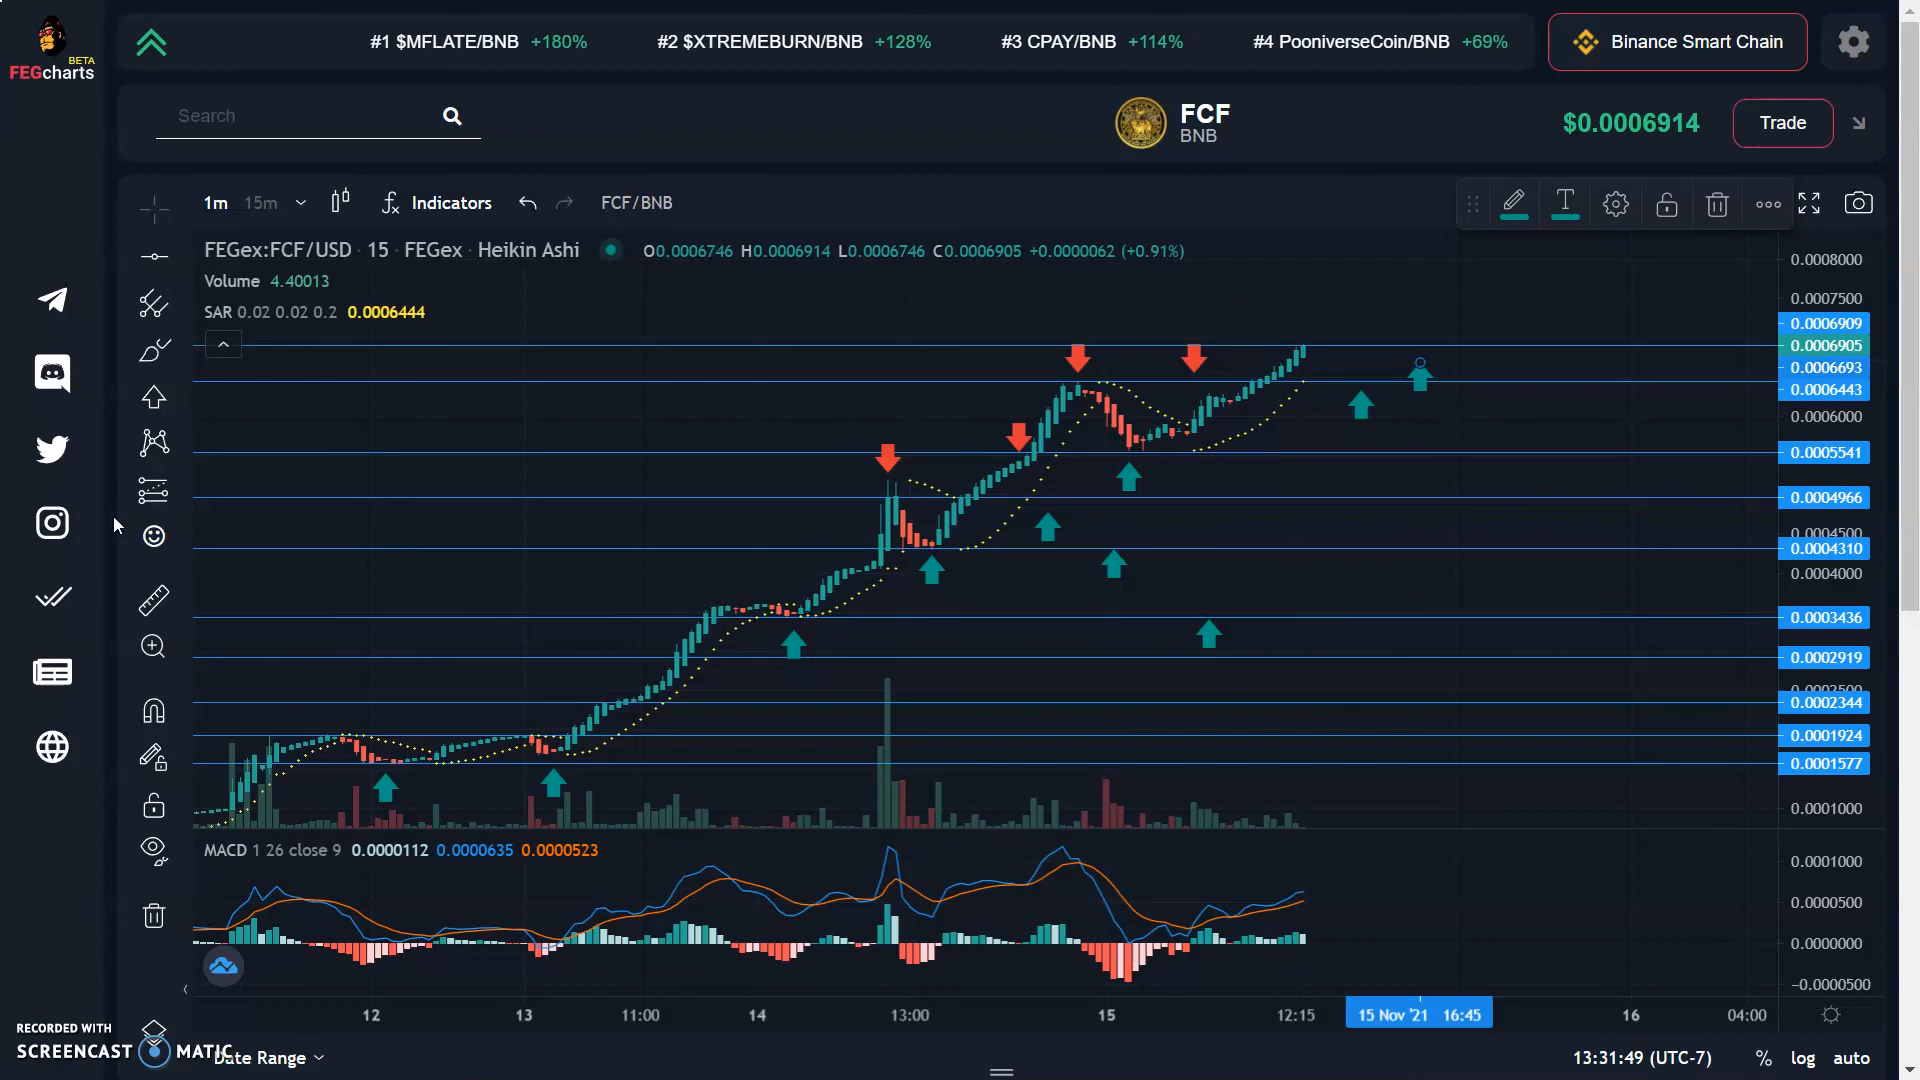 BETA
FEGcharts
#1 $MFLATE/BNB +180%
#2 $XTREMEBURN/BNB +128%
#3 CPAY/BNB +114%
#4 PooniverseCoin/BNB +69%
Binance Smart Chain
Search
FCF
BNB
$0.0006914
Trade
1m 15m
Indicators
FCF/BNB
FEGex:FCF/USD · 15 · FEGex · Heikin Ashi
O0.0006746 H0.0006914 L0.0006746 C0.0006905 +0.0000062 (+0.91%)
Volume 4.40013
SAR 0.02 0.02 0.2 0.0006444
0.0008000
0.0007500
0.0006909
0.0006905
0.0006693
0.0006443
0.0006000
0.0005541
0.0004966
0.0004500
0.0004310
0.0004000
0.0003436
0.0002919
0.0002500
0.0002344
0.0001924
0.0001577
0.0001000
MACD 1 26 close 9 0.0000112 0.0000635 0.0000523
0.0001000
0.0000500
0.0000000
−0.0000500
12 13 11:00 14 13:00 15 12:15 15 Nov '21 16:45 16 04:00
RECORDED WITH
SCREENCAST MATIC
Date Range
13:31:49 (UTC-7) % log auto